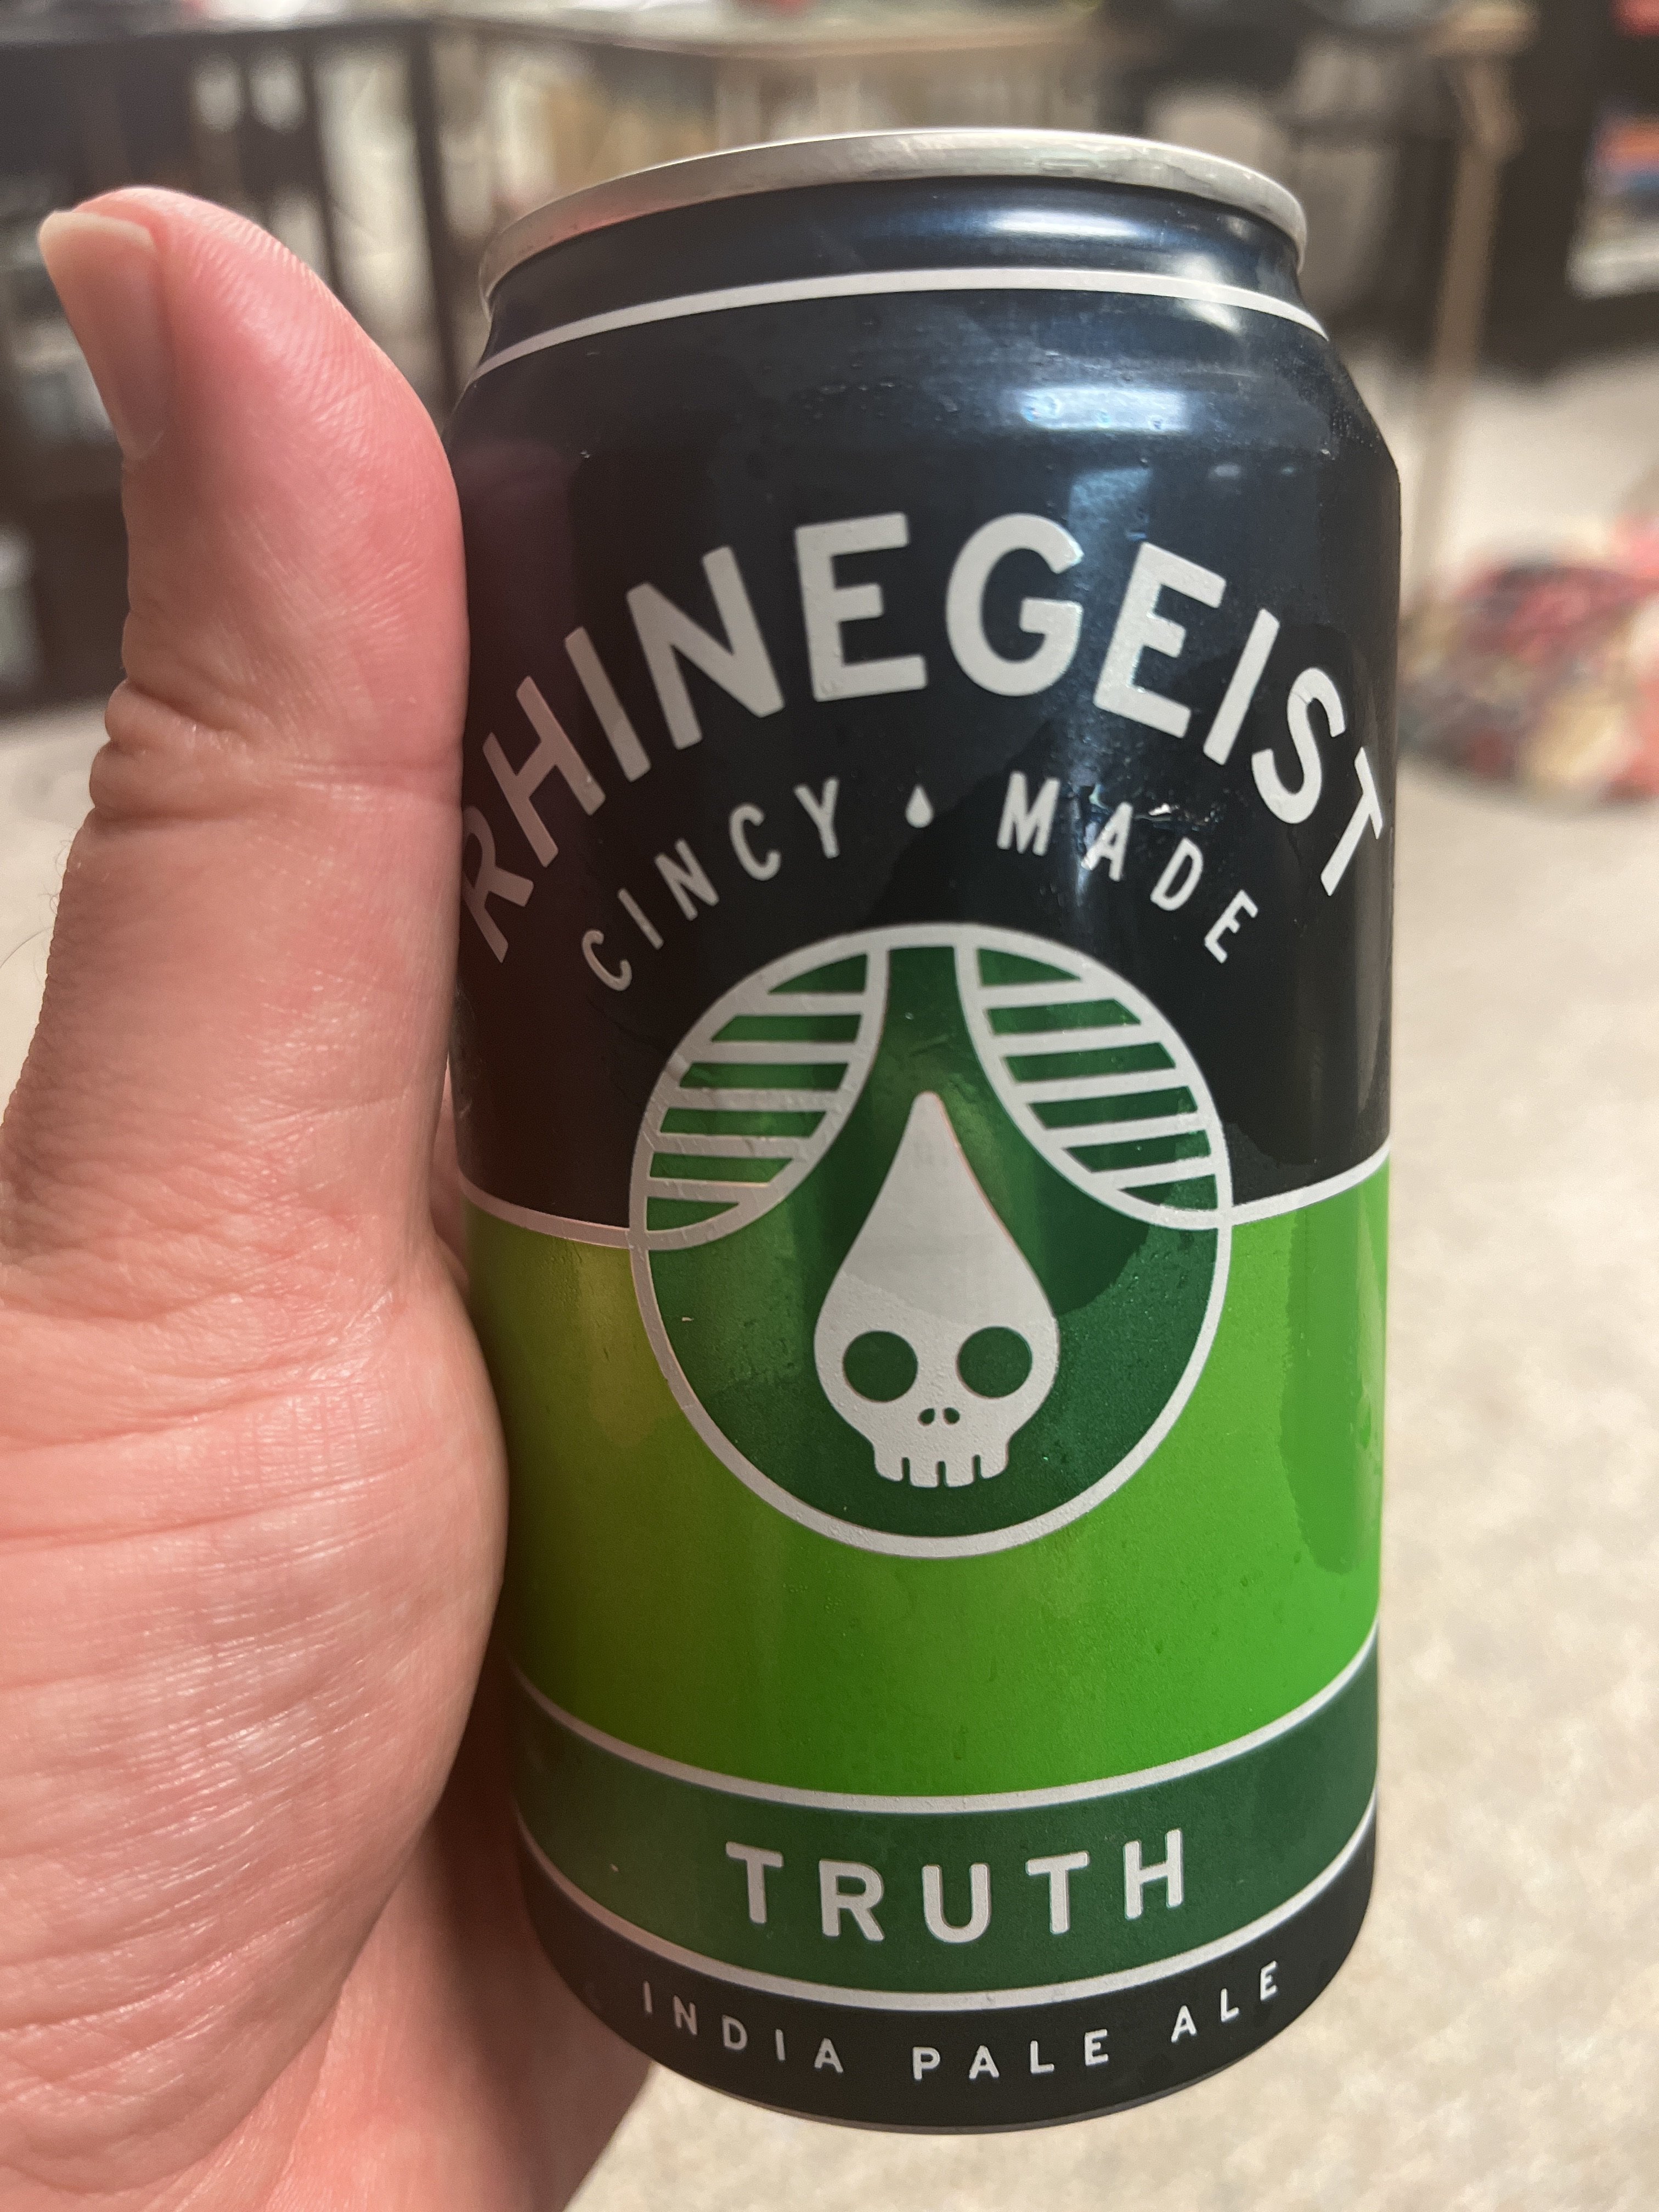 RHINEGEIST
CINCY MADE
TRUTH
INDIA PALE ALE